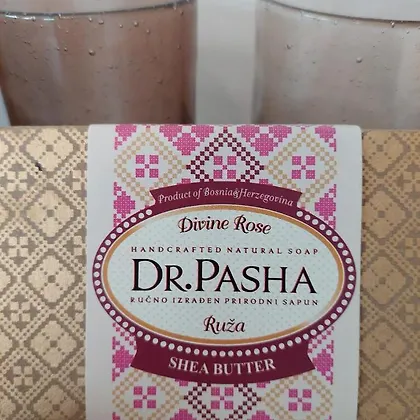 Product of Bosnia&Herzegovina
Divine Rose
HANDCRAFTED NATURAL SOAP
DR.PASHA
RUČNO IZRAĐEN PRIRODNI SAPUN
Ruža
SHEA BUTTER